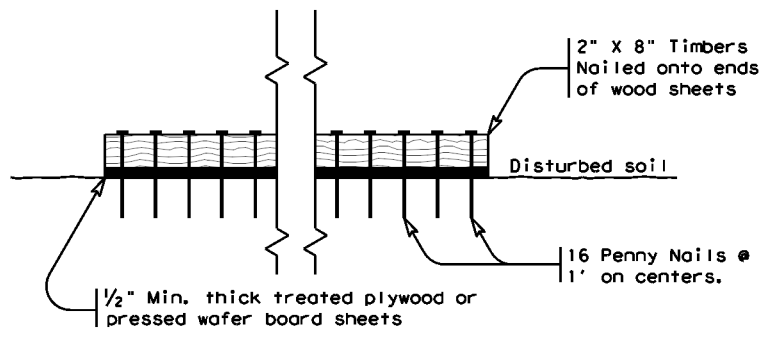 2" X 8" Timbers
Nailed onto ends
of wood sheets
Disturbed soil
16 Penny Nails @
1' on centers.
½" Min. thick treated plywood or
pressed wafer board sheets